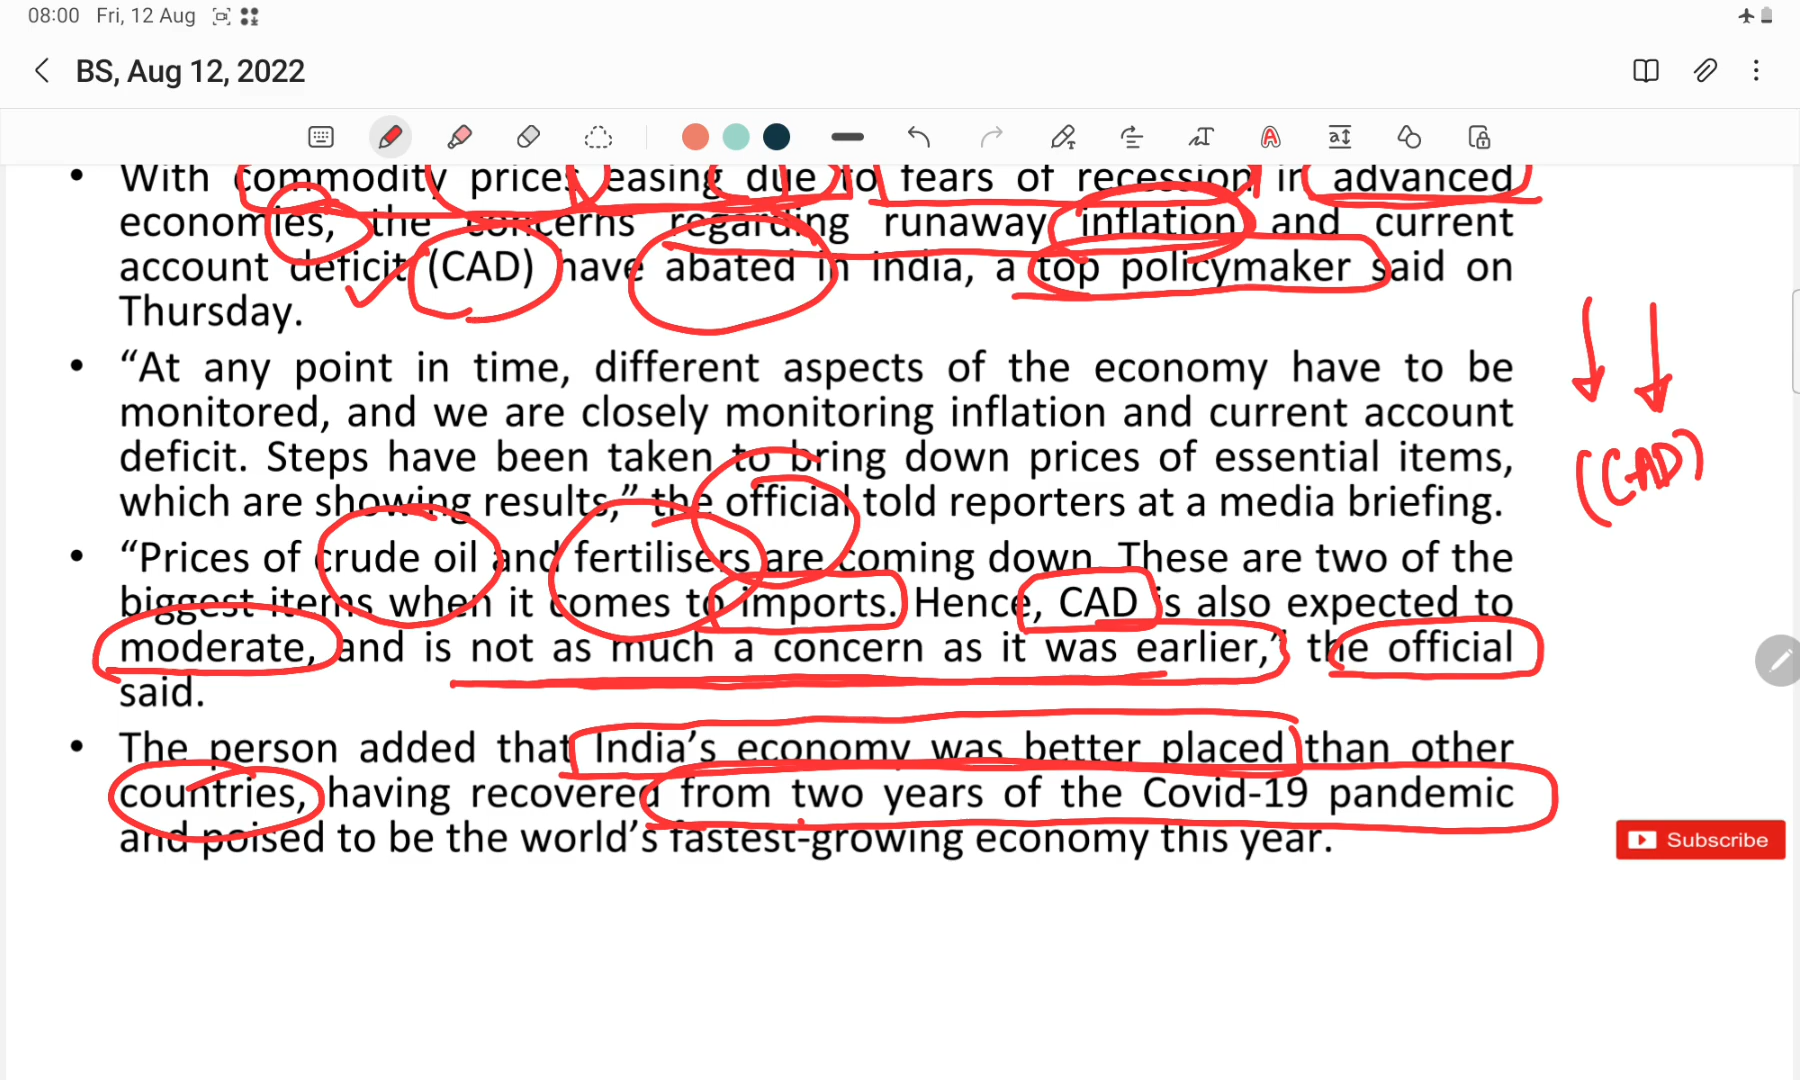 08:00 Fri, 12 Aug
BS, Aug 12, 2022
• With commodity prices easing due to fears of recession in advanced
economies, the concerns regarding runaway inflation and current
account deficit (CAD) have abated in India, a top policymaker said on
Thursday.
• “At any point in time, different aspects of the economy have to be
monitored, and we are closely monitoring inflation and current account
deficit. Steps have been taken to bring down prices of essential items,
which are showing results,” the official told reporters at a media briefing.
(CAD)
• “Prices of crude oil and fertilisers are coming down. These are two of the
biggest items when it comes to imports. Hence, CAD is also expected to
moderate, and is not as much a concern as it was earlier,” the official
said.
• The person added that India’s economy was better placed than other
countries, having recovered from two years of the Covid-19 pandemic
and poised to be the world’s fastest-growing economy this year.
Subscribe